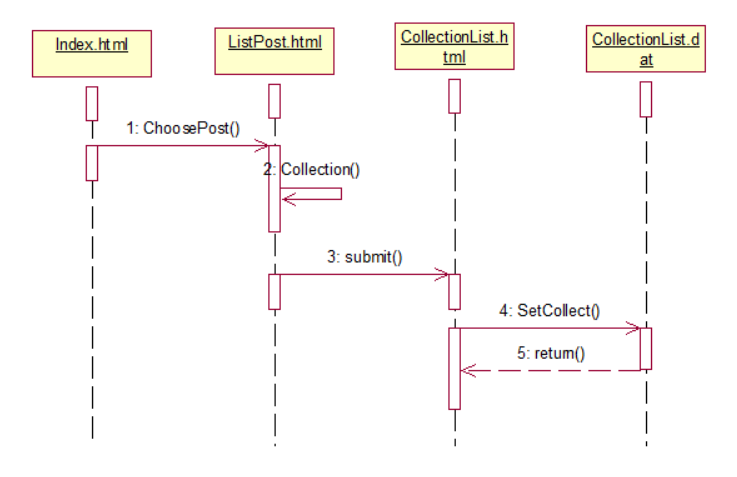 Index.html
ListPost.html
CollectionList.h
tml
CollectionList.d
at
1: ChoosePost()
2: Collection()
3: submit()
4: SetCollect()
5: return()